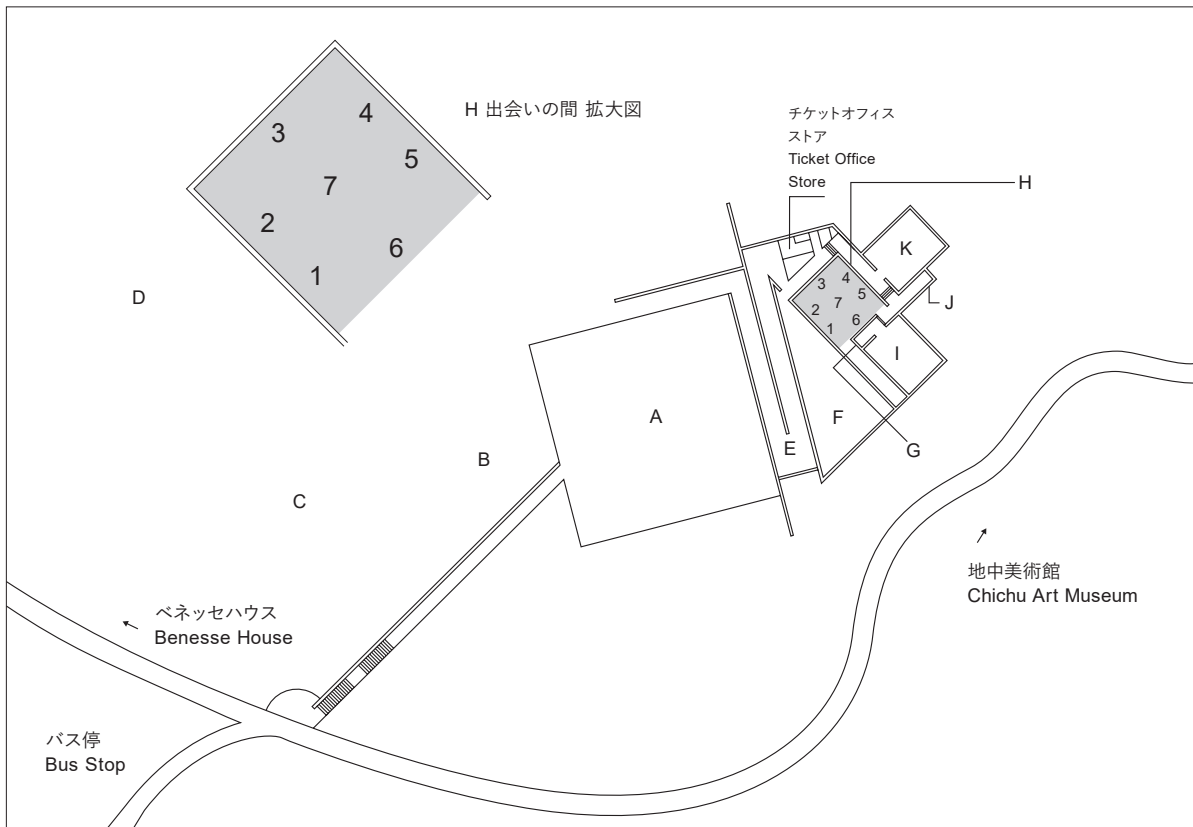 H 出会いの間 拡大図
3
4
5
7
2
6
1
チケットオフィス
ストア
Ticket Office
Store
H
K
4
3
5
7
2
6
1
J
I
D
A
F
E
G
B
C
地中美術館
Chichu Art Museum
ベネッセハウス
Benesse House
バス停
Bus Stop